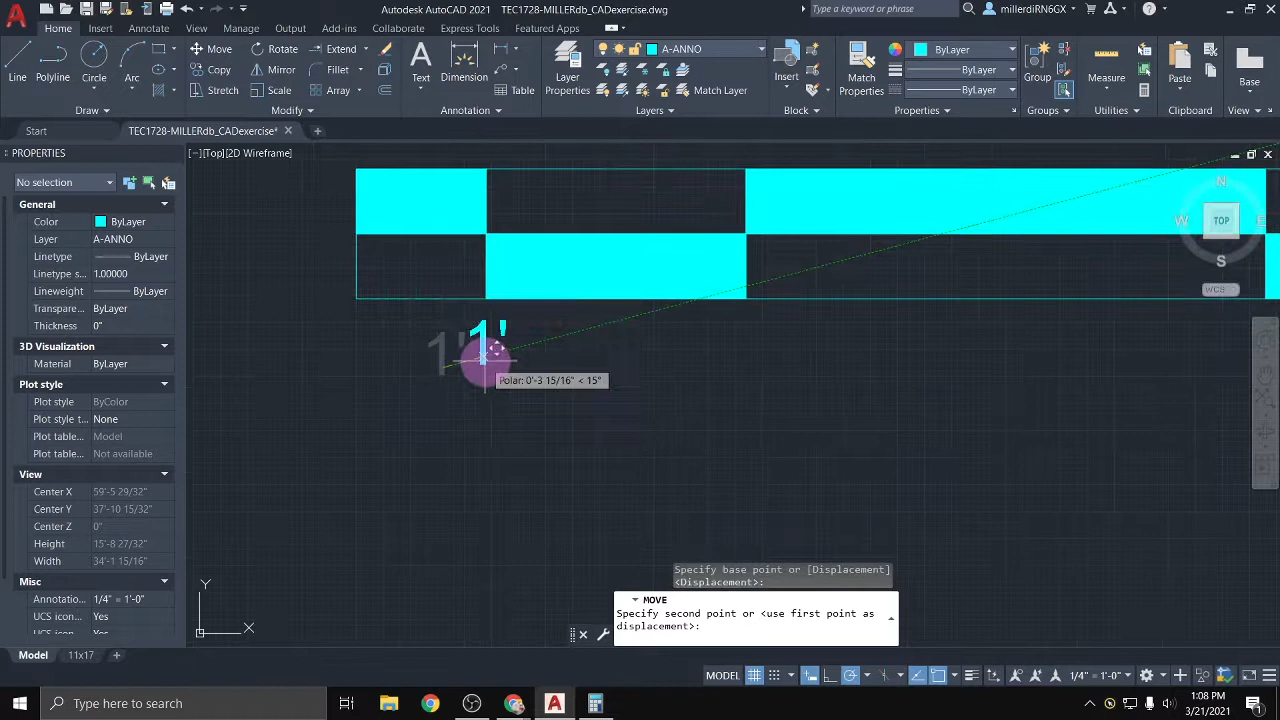 Autodesk AutoCAD 2021 TEC1728-MILLERdb_CADexercise.dwg Type a keyword or phrase millerdiRN6GX
Home Insert Annotate View Collaborate Output Add-ins Express Tools Featured Apps
Move Rotate Extend A-ANNO ByLayer
Line Polyline Circle Arc Copy Mirror Fillet Text Dimension Layer Properties Insert Match Properties ByLayer Group Measure Paste Base
Stretch Scale Array Table Match Layer ByLayer
Draw Modify Annotation Layers Block Properties Groups Utilities Clipboard View
Start TEC1728-MILLERdb_CADexercise*
PROPERTIES [−][Top][2D Wireframe]
No selection
General
Color ByLayer
Layer A-ANNO
Linetype ByLayer
Linetype s... 1.00000
Lineweight ByLayer
Transpare... ByLayer
Thickness 0"
3D Visualization
Material ByLayer
Plot style
Plot style ByColor
Plot style t... None
Plot table... Model
Plot table... Not available
View
Center X 59'-5 29/32"
Center Y 37'-10 15/32"
Center Z 0"
Height 15'-8 27/32"
Width 34'-1 15/16"
Misc
Annotatio... 1/4" = 1'-0"
UCS icon... Yes
UCS icon... Yes
N
W TOP E
S
WCS
1' 1'
Polar: 0'-3 15/16" < 15°
Y
X
Specify base point or [Displacement]
<Displacement>:
MOVE
Specify second point or <use first point as
displacement>:
Model 11x17
MODEL 1/4" = 1'-0"
Type here to search 1:08 PM
3/21/2021